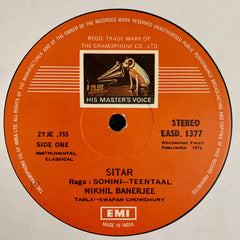 REGD. TRADE MARK OF
THE GRAMOPHONE CO., LTD.
HIS MASTER'S VOICE
2YJE .155
SIDE ONE
INSTRUMENTAL
CLASSICAL
STEREO
EASD. 1377
RECORDING FIRST
PUBLISHED 1972
SITAR
Raga : SOHINI—TEENTAAL
NIKHIL BANERJEE
TABLA—SWAPAN CHOWDHURY
EMI
MADE IN INDIA.